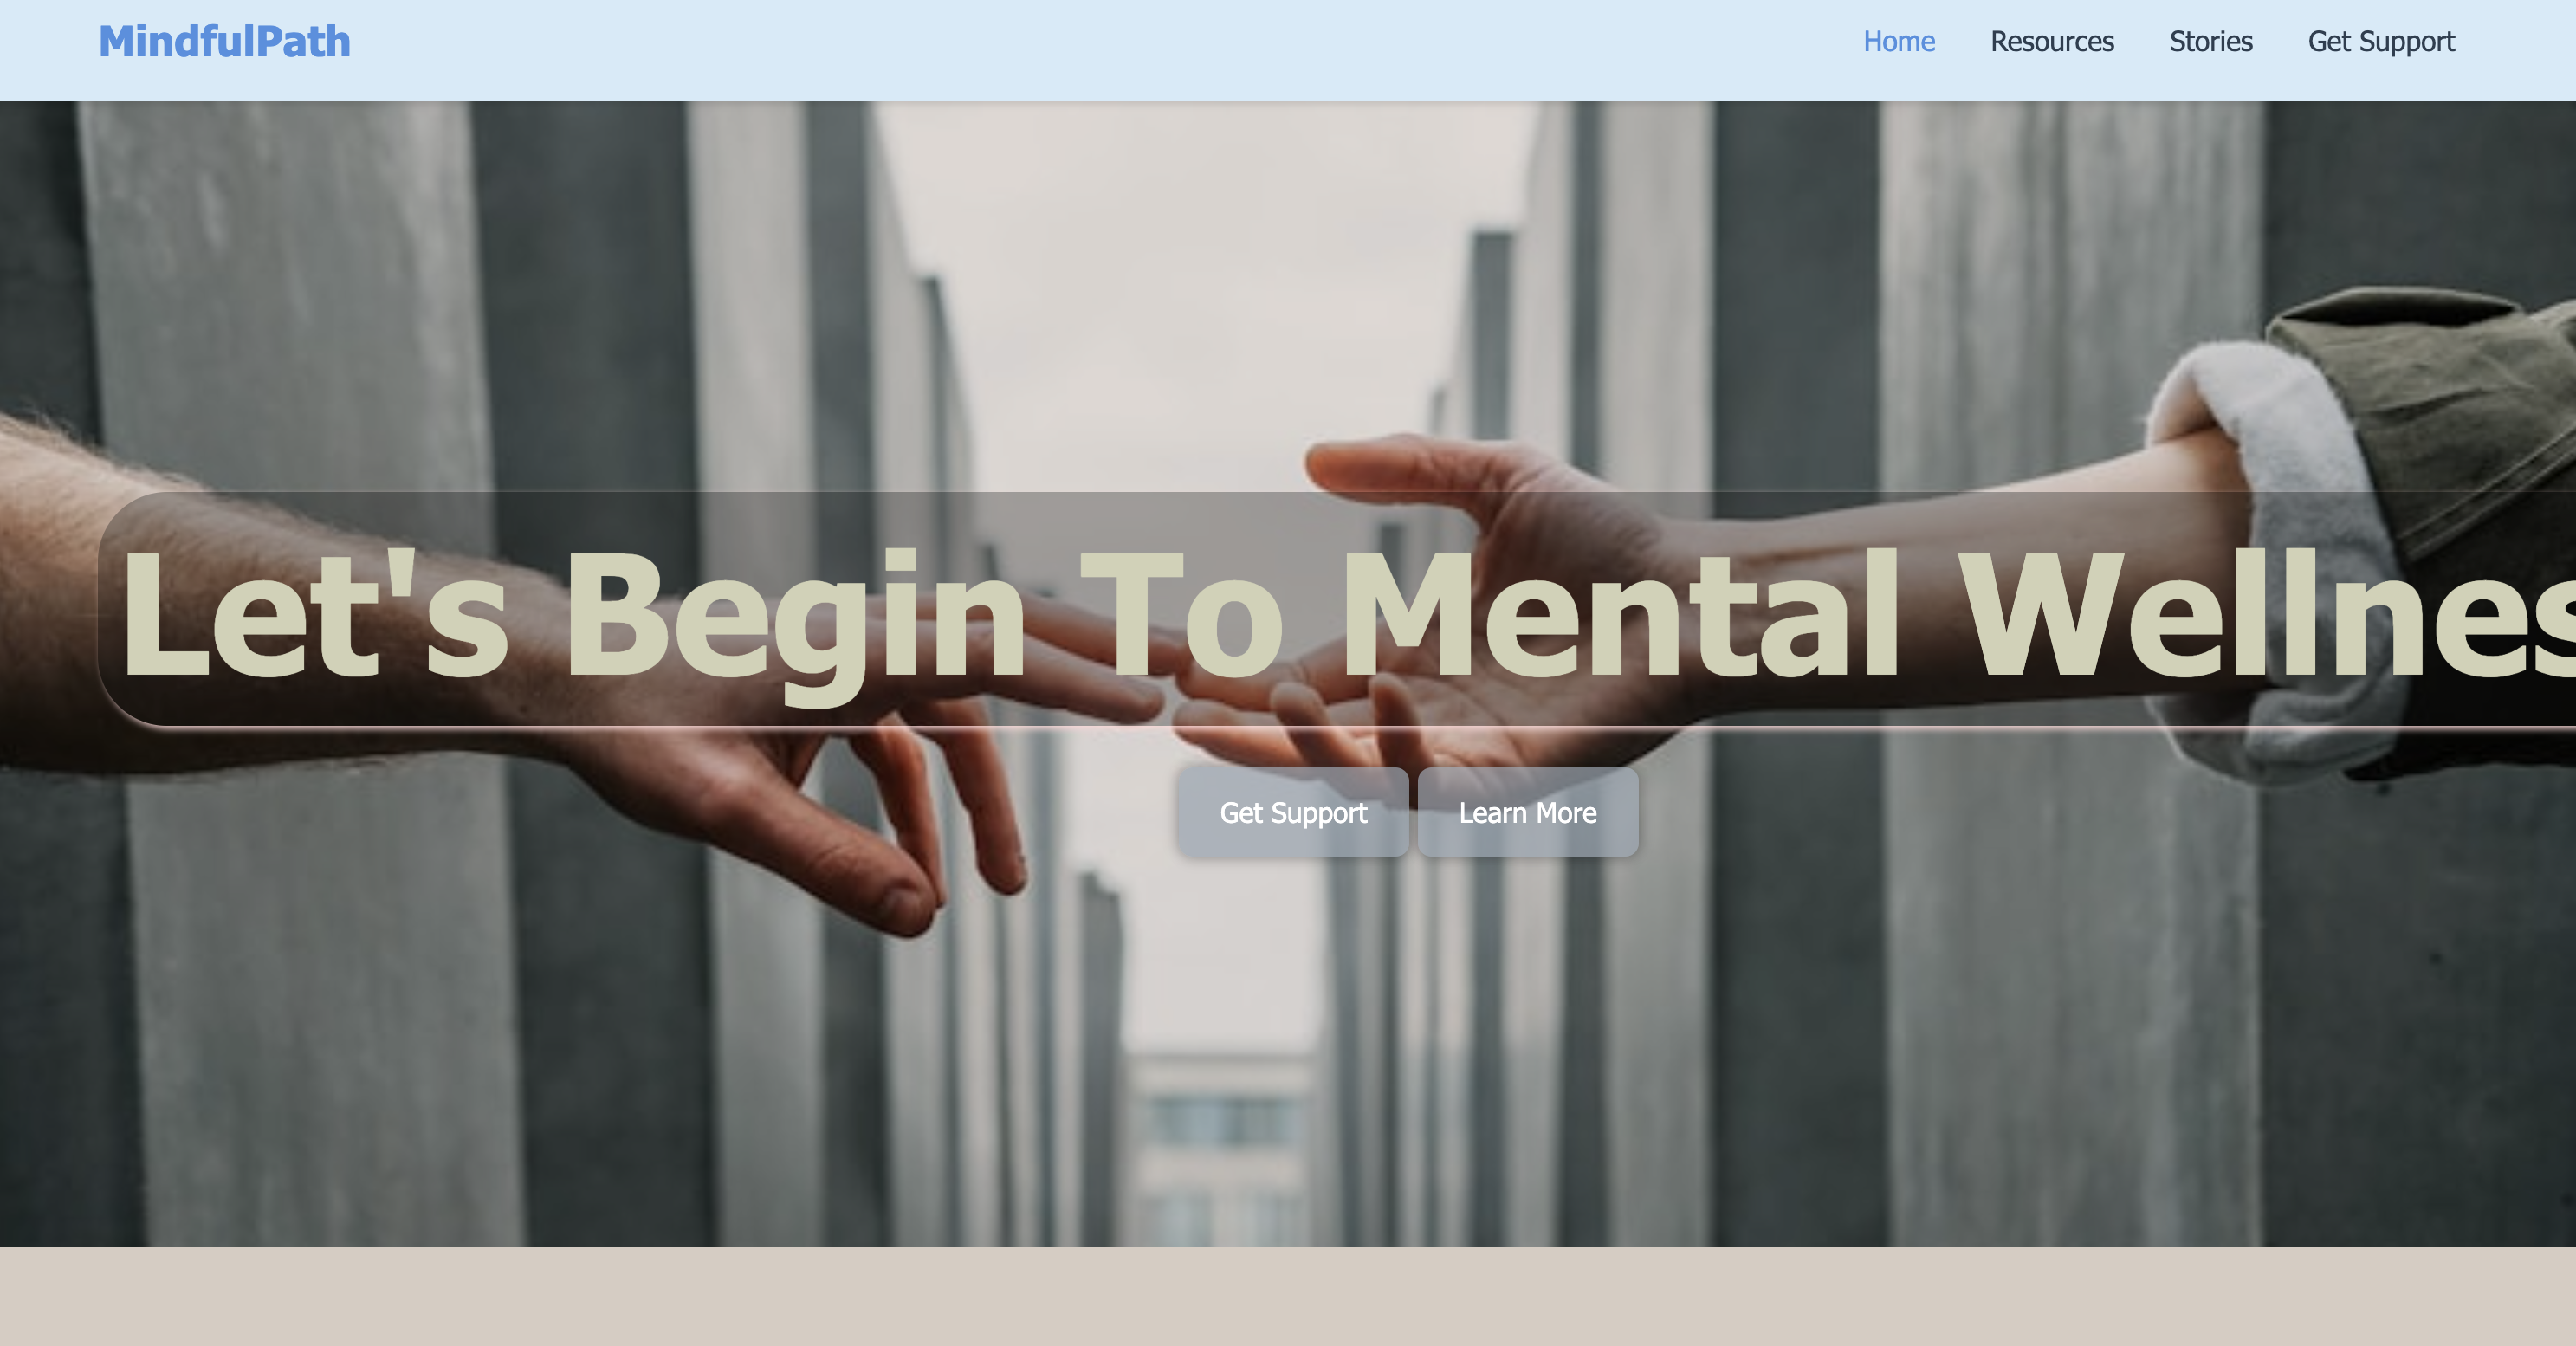 MindfulPath
Home Resources Stories Get Support
Let's Begin To Mental Wellnes
Get Support Learn More